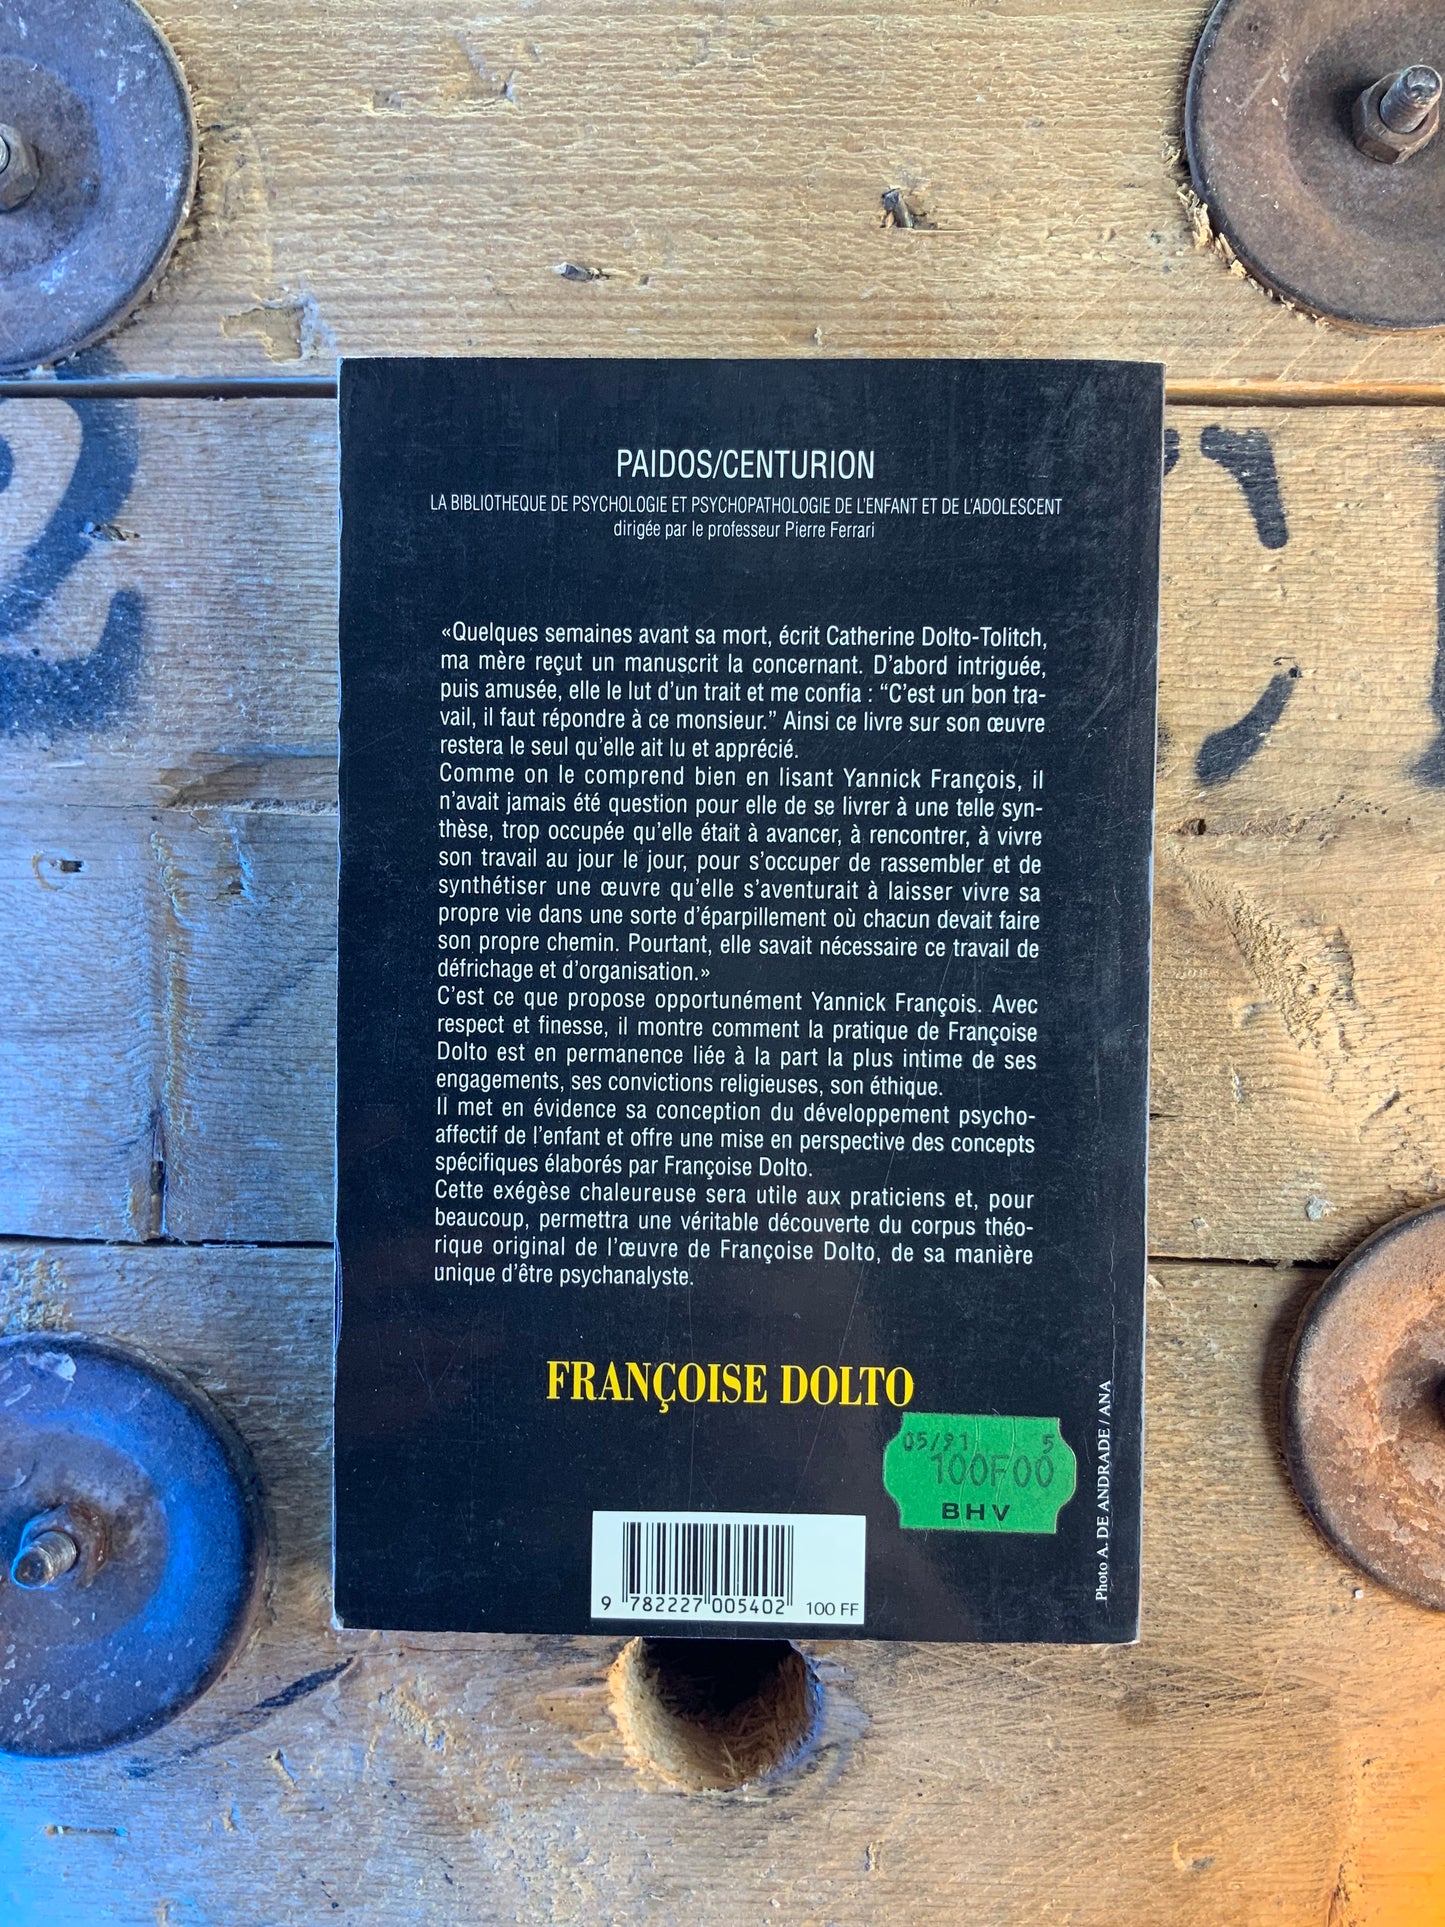 PAIDOS/CENTURION
LA BIBLIOTHEQUE DE PSYCHOLOGIE ET PSYCHOPATHOLOGIE DE L'ENFANT ET DE L'ADOLESCENT
dirigée par le professeur Pierre Ferrari
«Quelques semaines avant sa mort, écrit Catherine Dolto-Tolitch,
ma mère reçut un manuscrit la concernant. D'abord intriguée,
puis amusée, elle le lut d'un trait et me confia : “C'est un bon tra-
vail, il faut répondre à ce monsieur.” Ainsi ce livre sur son œuvre
restera le seul qu'elle ait lu et apprécié.
Comme on le comprend bien en lisant Yannick François, il
n'avait jamais été question pour elle de se livrer à une telle syn-
thèse, trop occupée qu'elle était à avancer, à rencontrer, à vivre
son travail au jour le jour, pour s'occuper de rassembler et de
synthétiser une œuvre qu'elle s'aventurait à laisser vivre sa
propre vie dans une sorte d'éparpillement où chacun devait faire
son propre chemin. Pourtant, elle savait nécessaire ce travail de
défrichage et d'organisation.»
C'est ce que propose opportunément Yannick François. Avec
respect et finesse, il montre comment la pratique de Françoise
Dolto est en permanence liée à la part la plus intime de ses
engagements, ses convictions religieuses, son éthique.
Il met en évidence sa conception du développement psycho-
affectif de l'enfant et offre une mise en perspective des concepts
spécifiques élaborés par Françoise Dolto.
Cette exégèse chaleureuse sera utile aux praticiens et, pour
beaucoup, permettra une véritable découverte du corpus théo-
rique original de l'œuvre de Françoise Dolto, de sa manière
unique d'être psychanalyste.
FRANÇOISE DOLTO
05/91 5
100F00
BHV
9 782227 005402 100 FF
Photo A. DE ANDRADE / ANA